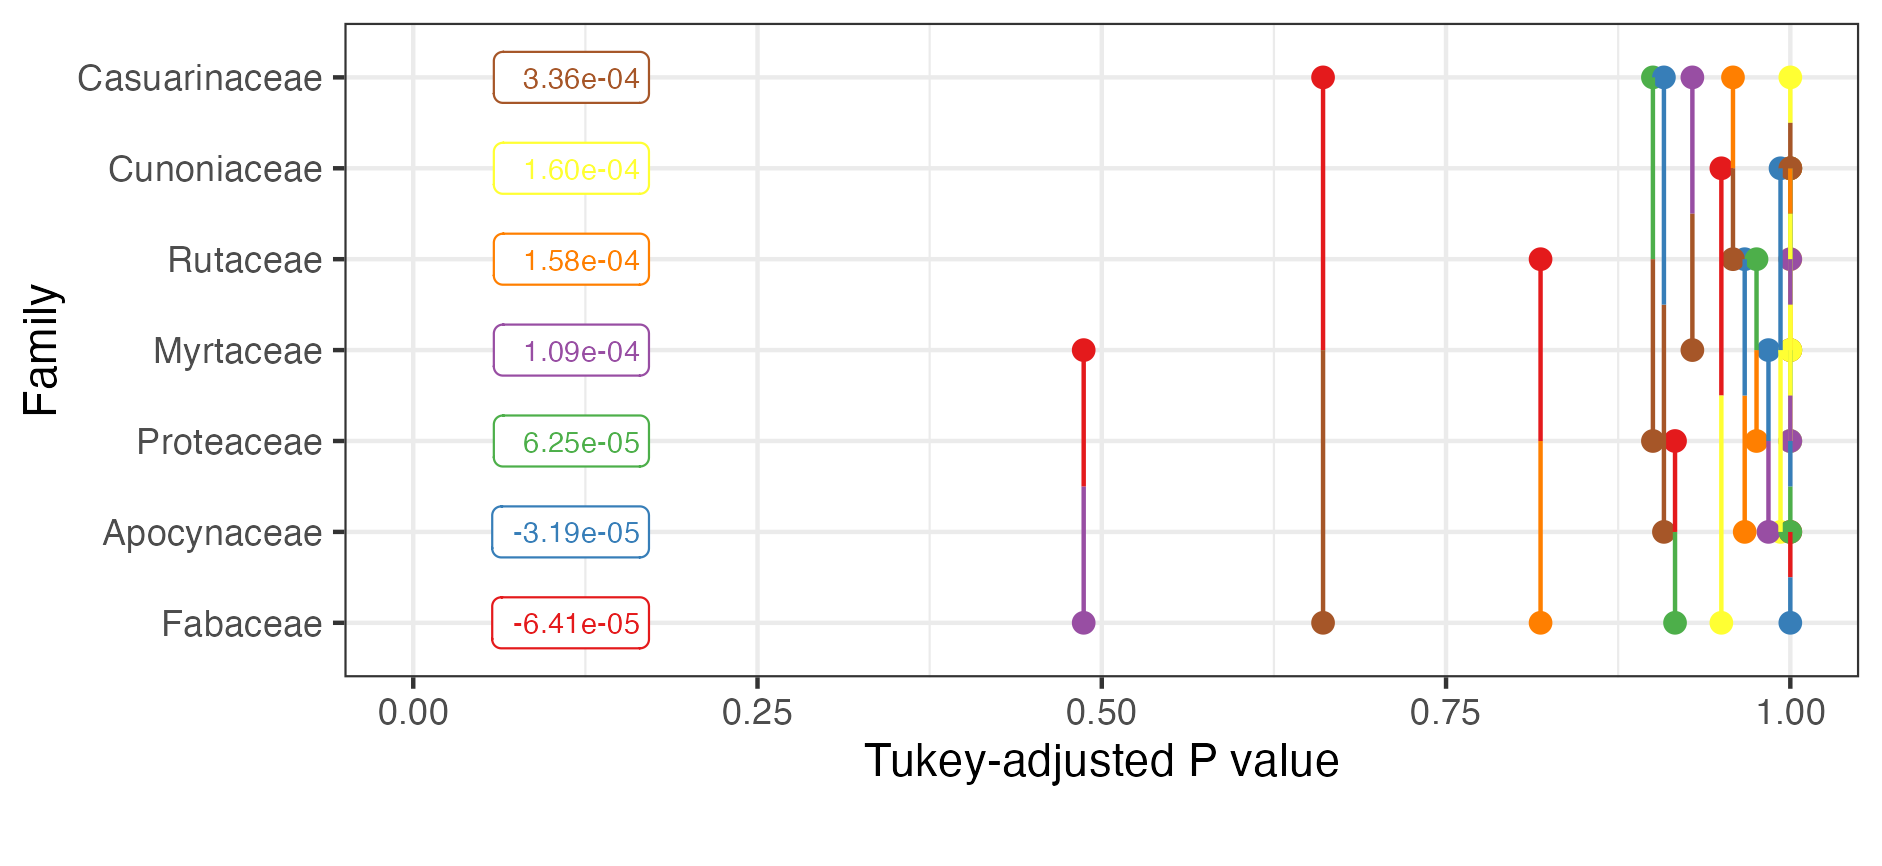 Casuarinaceae 3.36e-04
Cunoniaceae 1.60e-04
Rutaceae 1.58e-04
Myrtaceae 1.09e-04
Proteaceae 6.25e-05
Apocynaceae -3.19e-05
Fabaceae -6.41e-05
Family
0.00 0.25 0.50 0.75 1.00
Tukey-adjusted P value